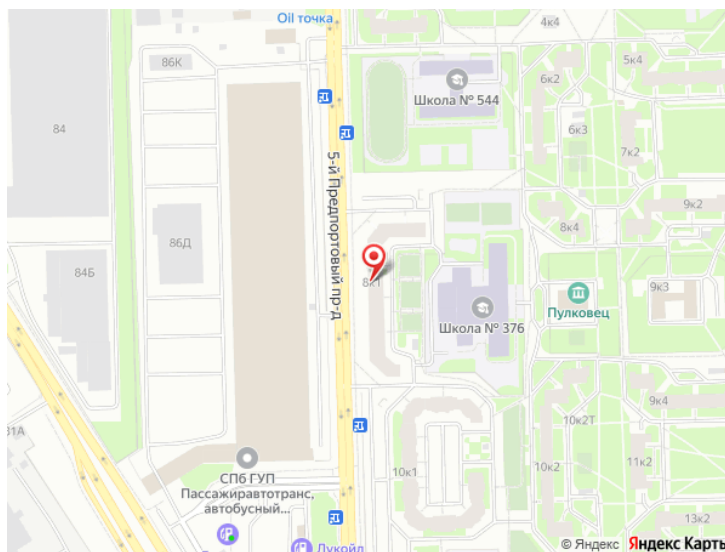 Oil точка
4к4
86К
6к2
5к4
Школа № 544
84
6к3
7к2
5-й Предпортовый пр-д
9к2
8к4
86Д
84Б
8к1
9к3
Пулковец
Школа № 376
9к4
31А
10к2Т
10к1
10к2
11к2
СПб ГУП
Пассажиравтотранс,
автобусный...
13к2
Лукойл
© Яндекс Яндекс Карты